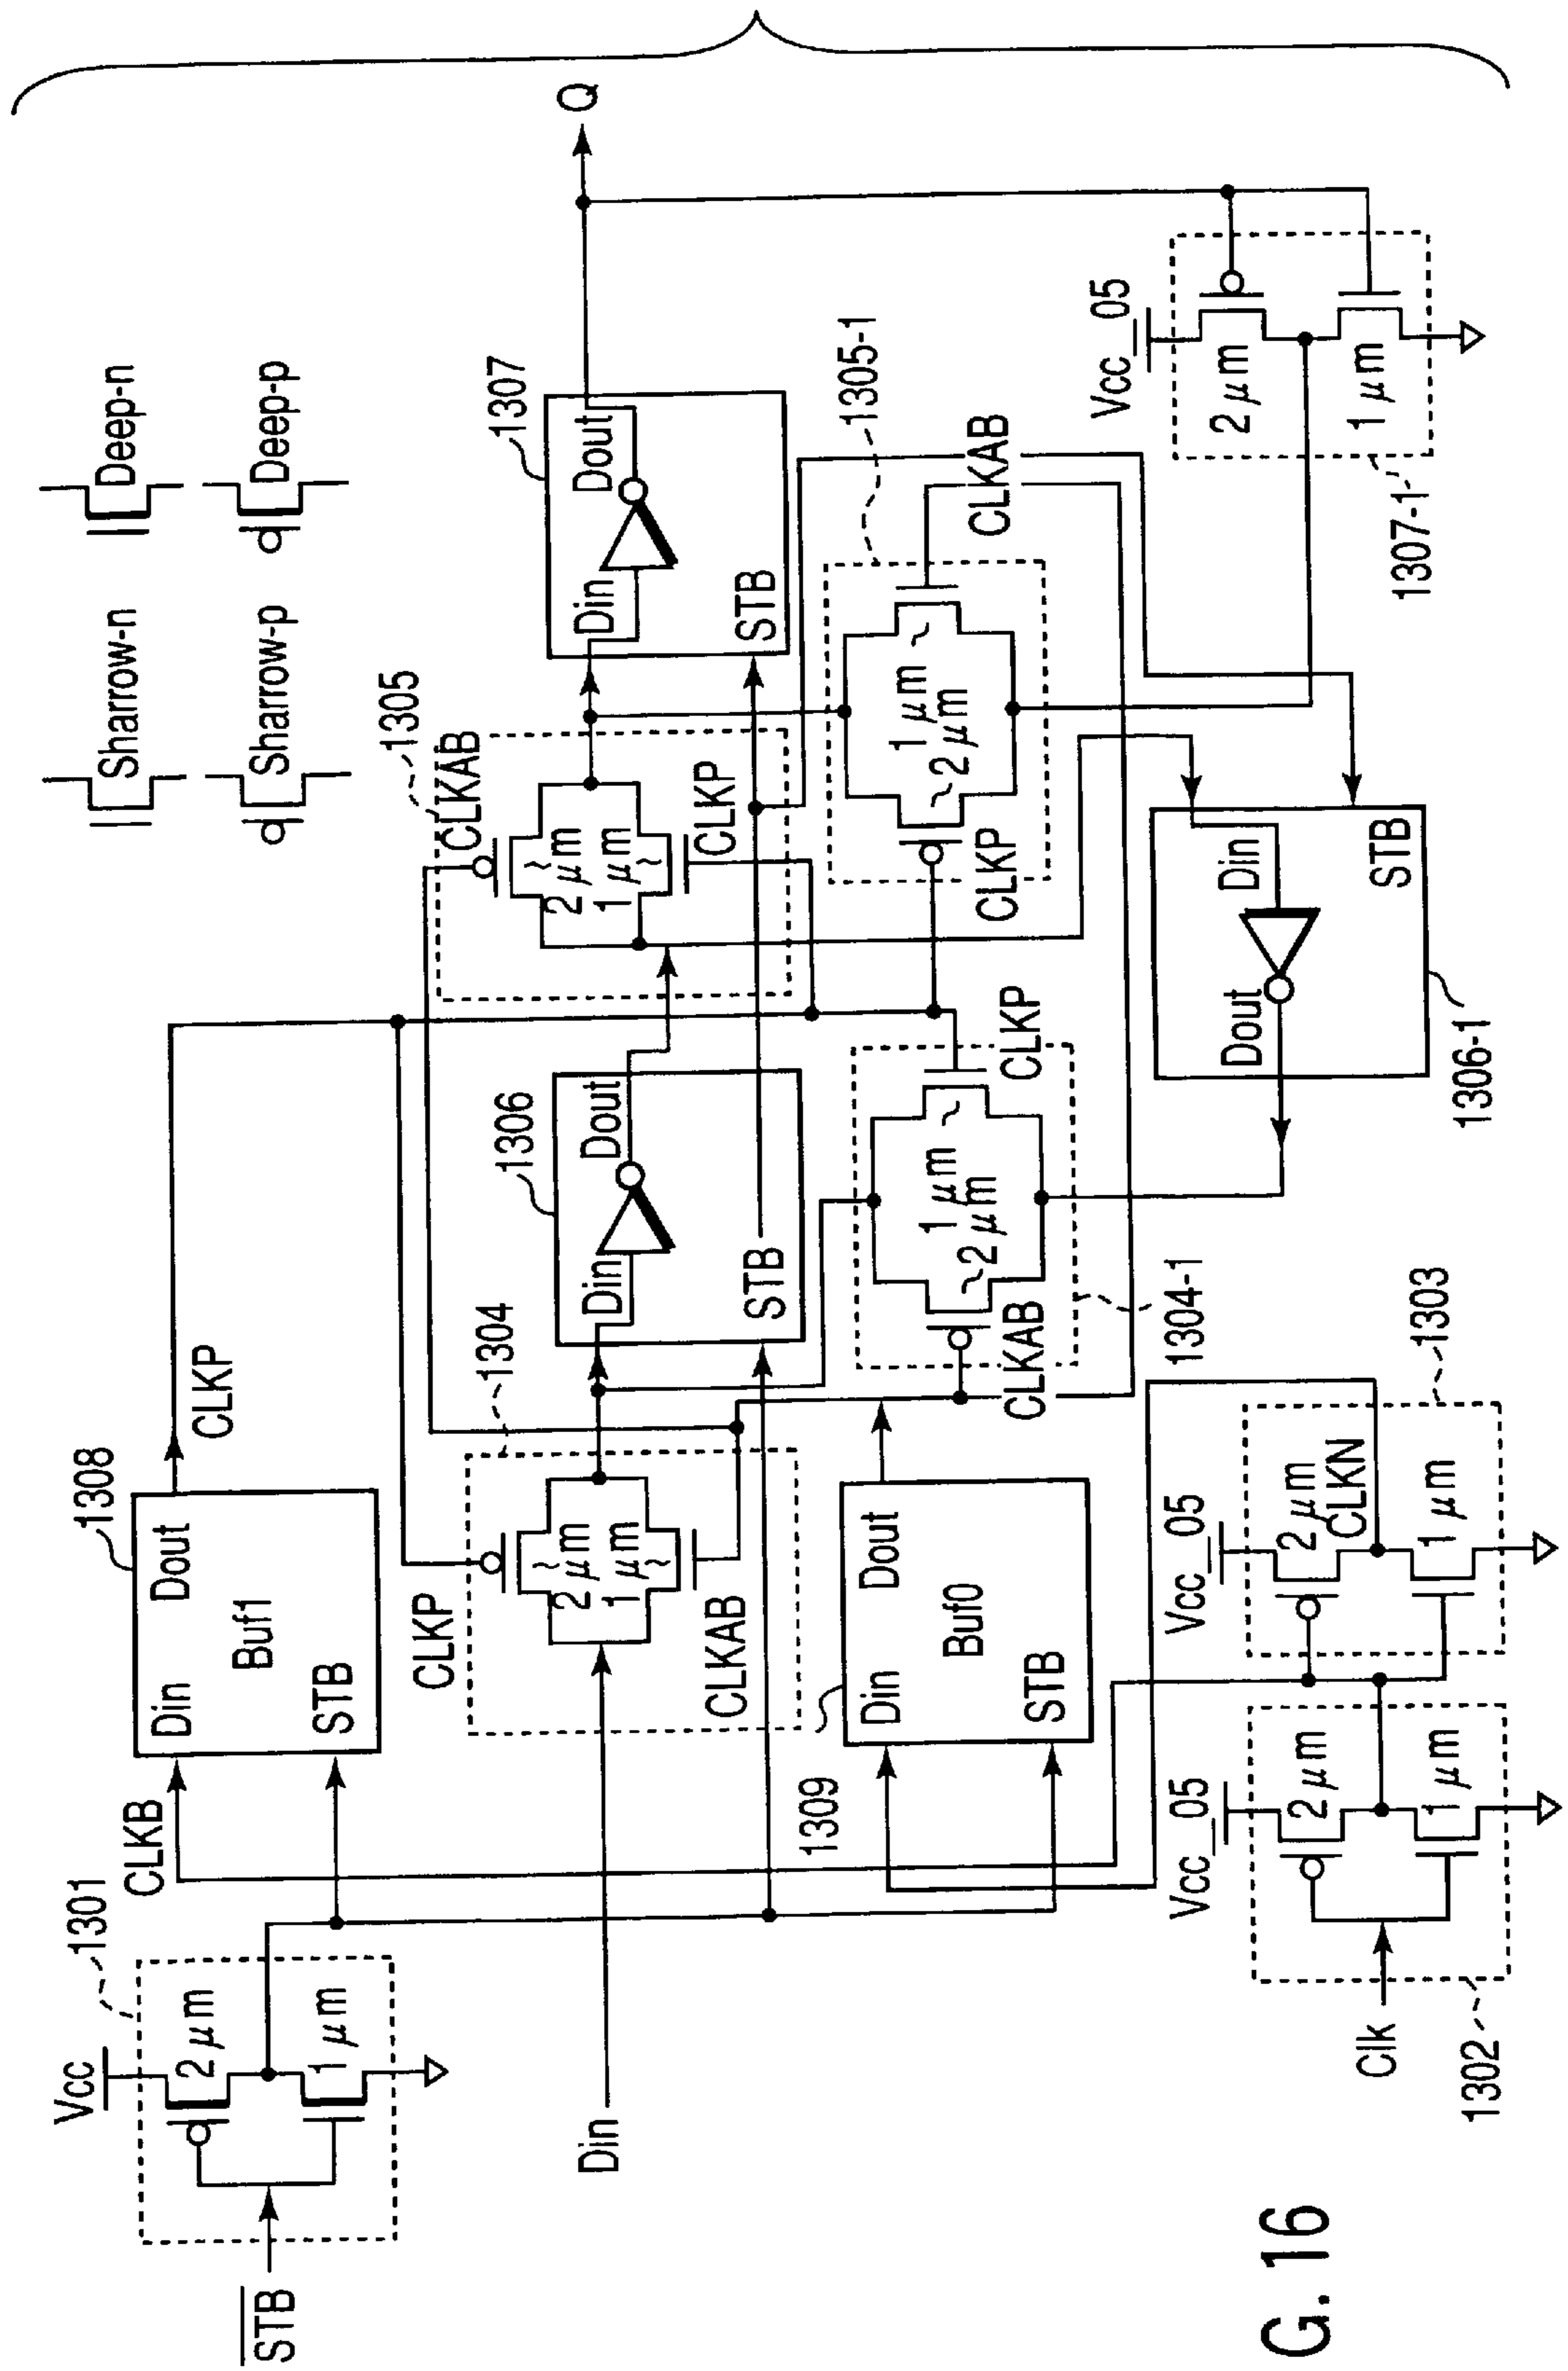 Sharrow-n
Deep-n
Sharrow-p
Deep-p
1301
Vcc
2 μm
1 μm
STB
CLKB
1308
Din
Dout
Buf1
STB
CLKP
Din
CLKP
1304
2 μm
1 μm
CLKAB
1306
Din
Dout
STB
1305
CLKAB
2 μm
1 μm
CLKP
1307
Din
Dout
STB
Q
1309
Din
Dout
Buf0
STB
1 μm
2 μm
CLKAB
CLKP
1304-1
1 μm
2 μm
CLKP
CLKAB
1305-1
Clk
1302
Vcc_05
2 μm
1 μm
Vcc_05
2 μm
CLKN
1 μm
1303
Dout
Din
STB
1306-1
Vcc_05
2 μm
1 μm
1307-1
G. 16